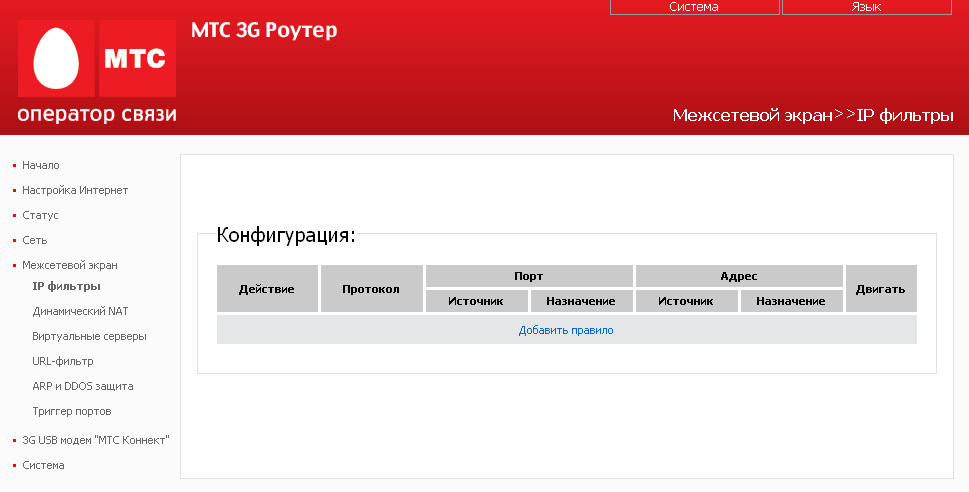 Система Язык
МТС 3G Роутер
МТС
оператор связи
Межсетевой экран>>IP фильтры
Начало
Настройка Интернет
Статус
Сеть
Межсетевой экран
IP фильтры
Динамический NAT
Виртуальные серверы
URL-фильтр
ARP и DDOS защита
Триггер портов
3G USB модем "МТС Коннект"
Система
Конфигурация:
Действие Протокол Порт Адрес Двигать
Источник Назначение Источник Назначение
Добавить правило